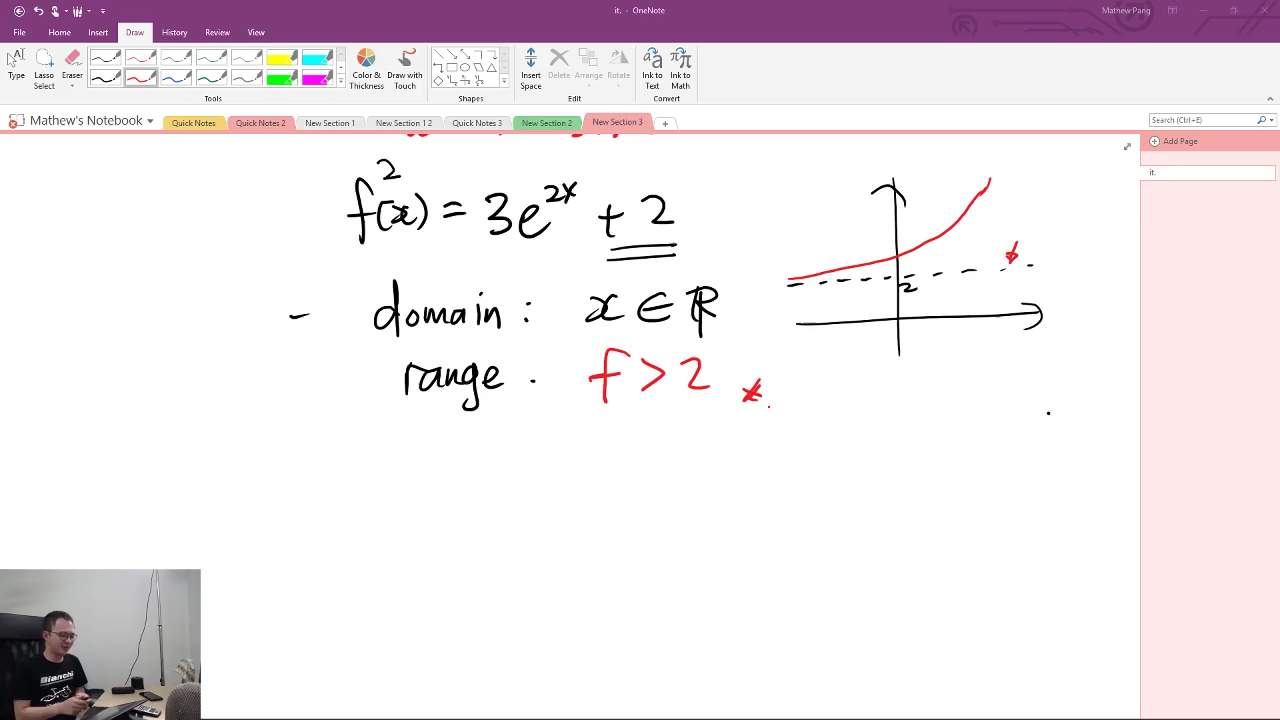 it. - OneNote
Mathew Pang
File Home Insert Draw History Review View
Type
Lasso Select
Eraser
Color & Thickness
Draw with Touch
Insert Space
Delete
Arrange
Rotate
Ink to Text
Ink to Math
Tools
Shapes
Edit
Convert
Mathew's Notebook
Quick Notes
Quick Notes 2
New Section 1
New Section 1 2
Quick Notes 3
New Section 2
New Section 3
Search (Ctrl+E)
Add Page
it.
f²(x) = 3e^{2x} + 2
2
domain : x ∈ ℝ
range . f > 2
Bianchi